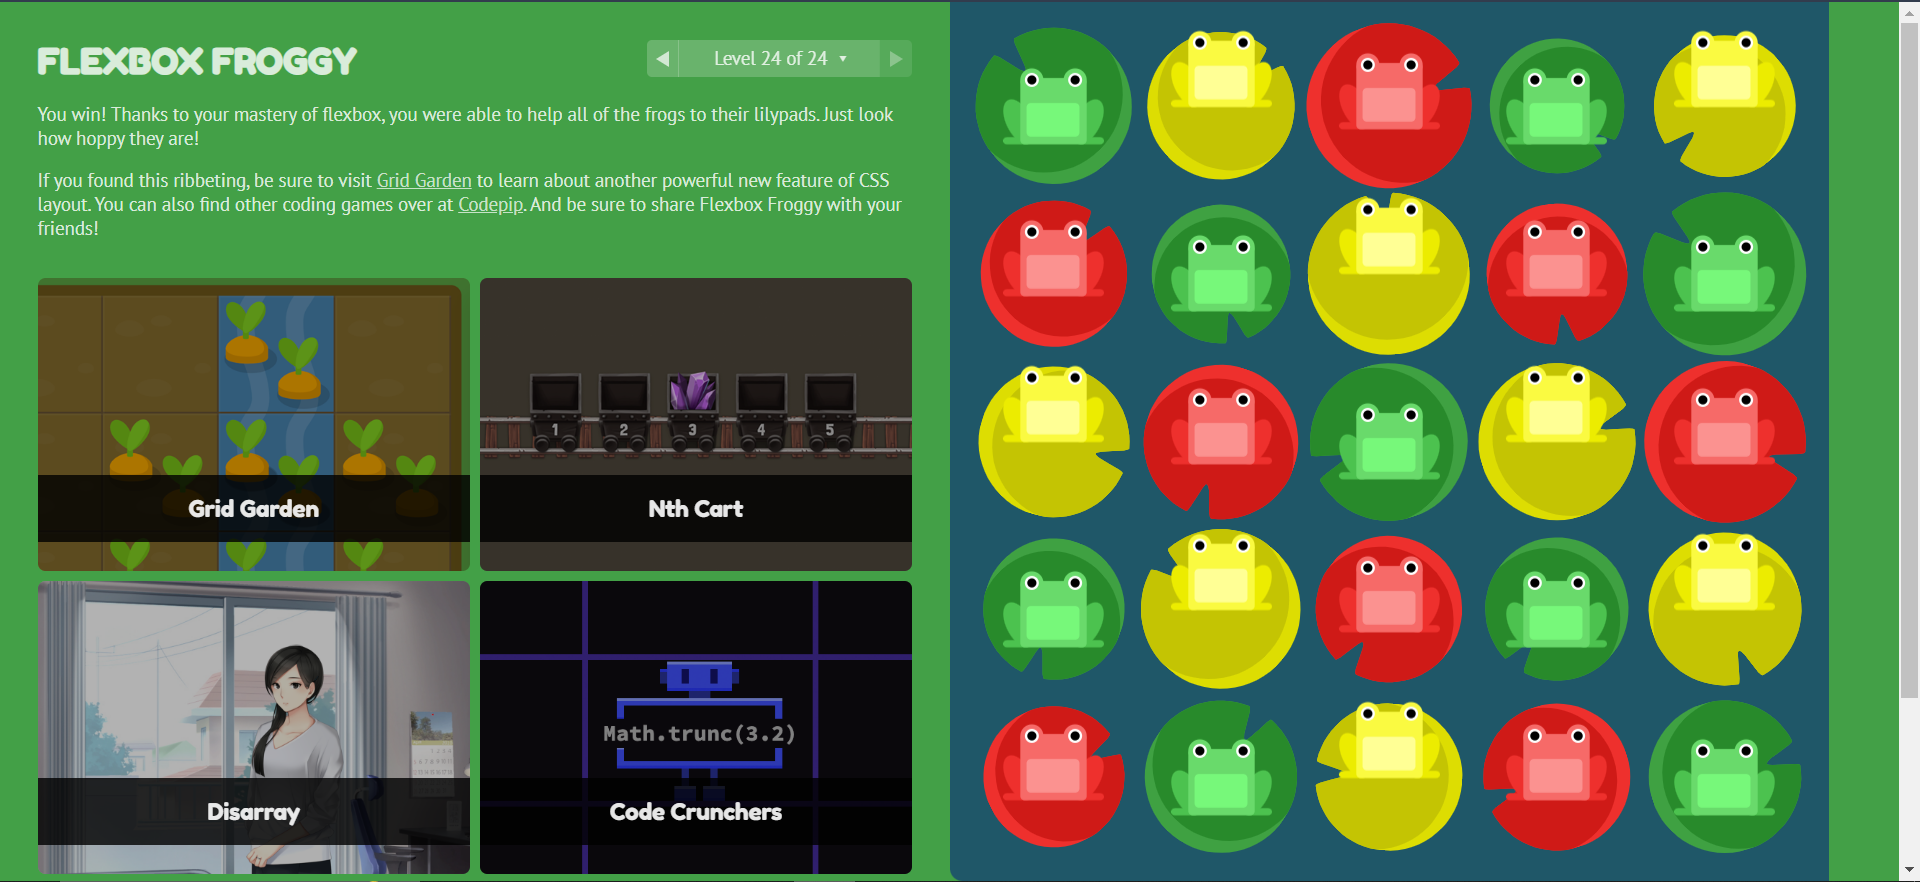 FLEXBOX FROGGY
Level 24 of 24
You win! Thanks to your mastery of flexbox, you were able to help all of the frogs to their lilypads. Just look
how hoppy they are!
If you found this ribbeting, be sure to visit Grid Garden to learn about another powerful new feature of CSS
layout. You can also find other coding games over at Codepip. And be sure to share Flexbox Froggy with your
friends!
Grid Garden
1 2 3 4 5
Nth Cart
Disarray
Math.trunc(3.2)
Code Crunchers